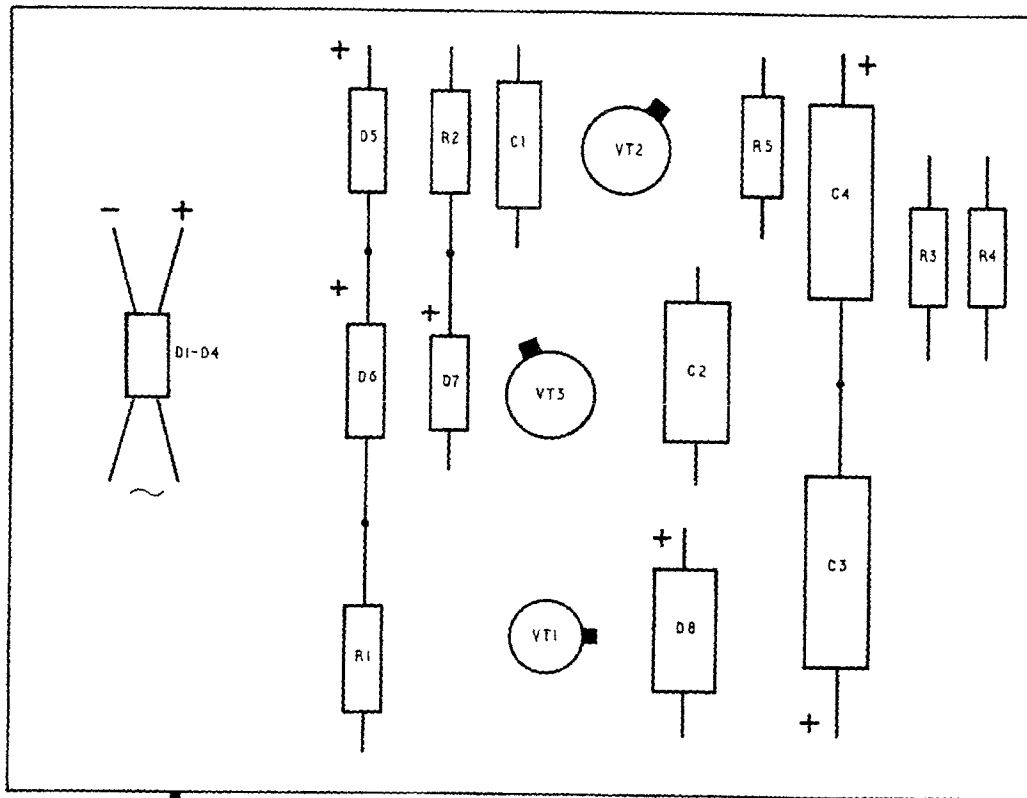 + +
D5 R2 C1 VT2 R5 C4
- +
R3 R4
+ +
D1-D4 D6 D7 VT3 C2
~
+
VT1 D8 C3
R1
+